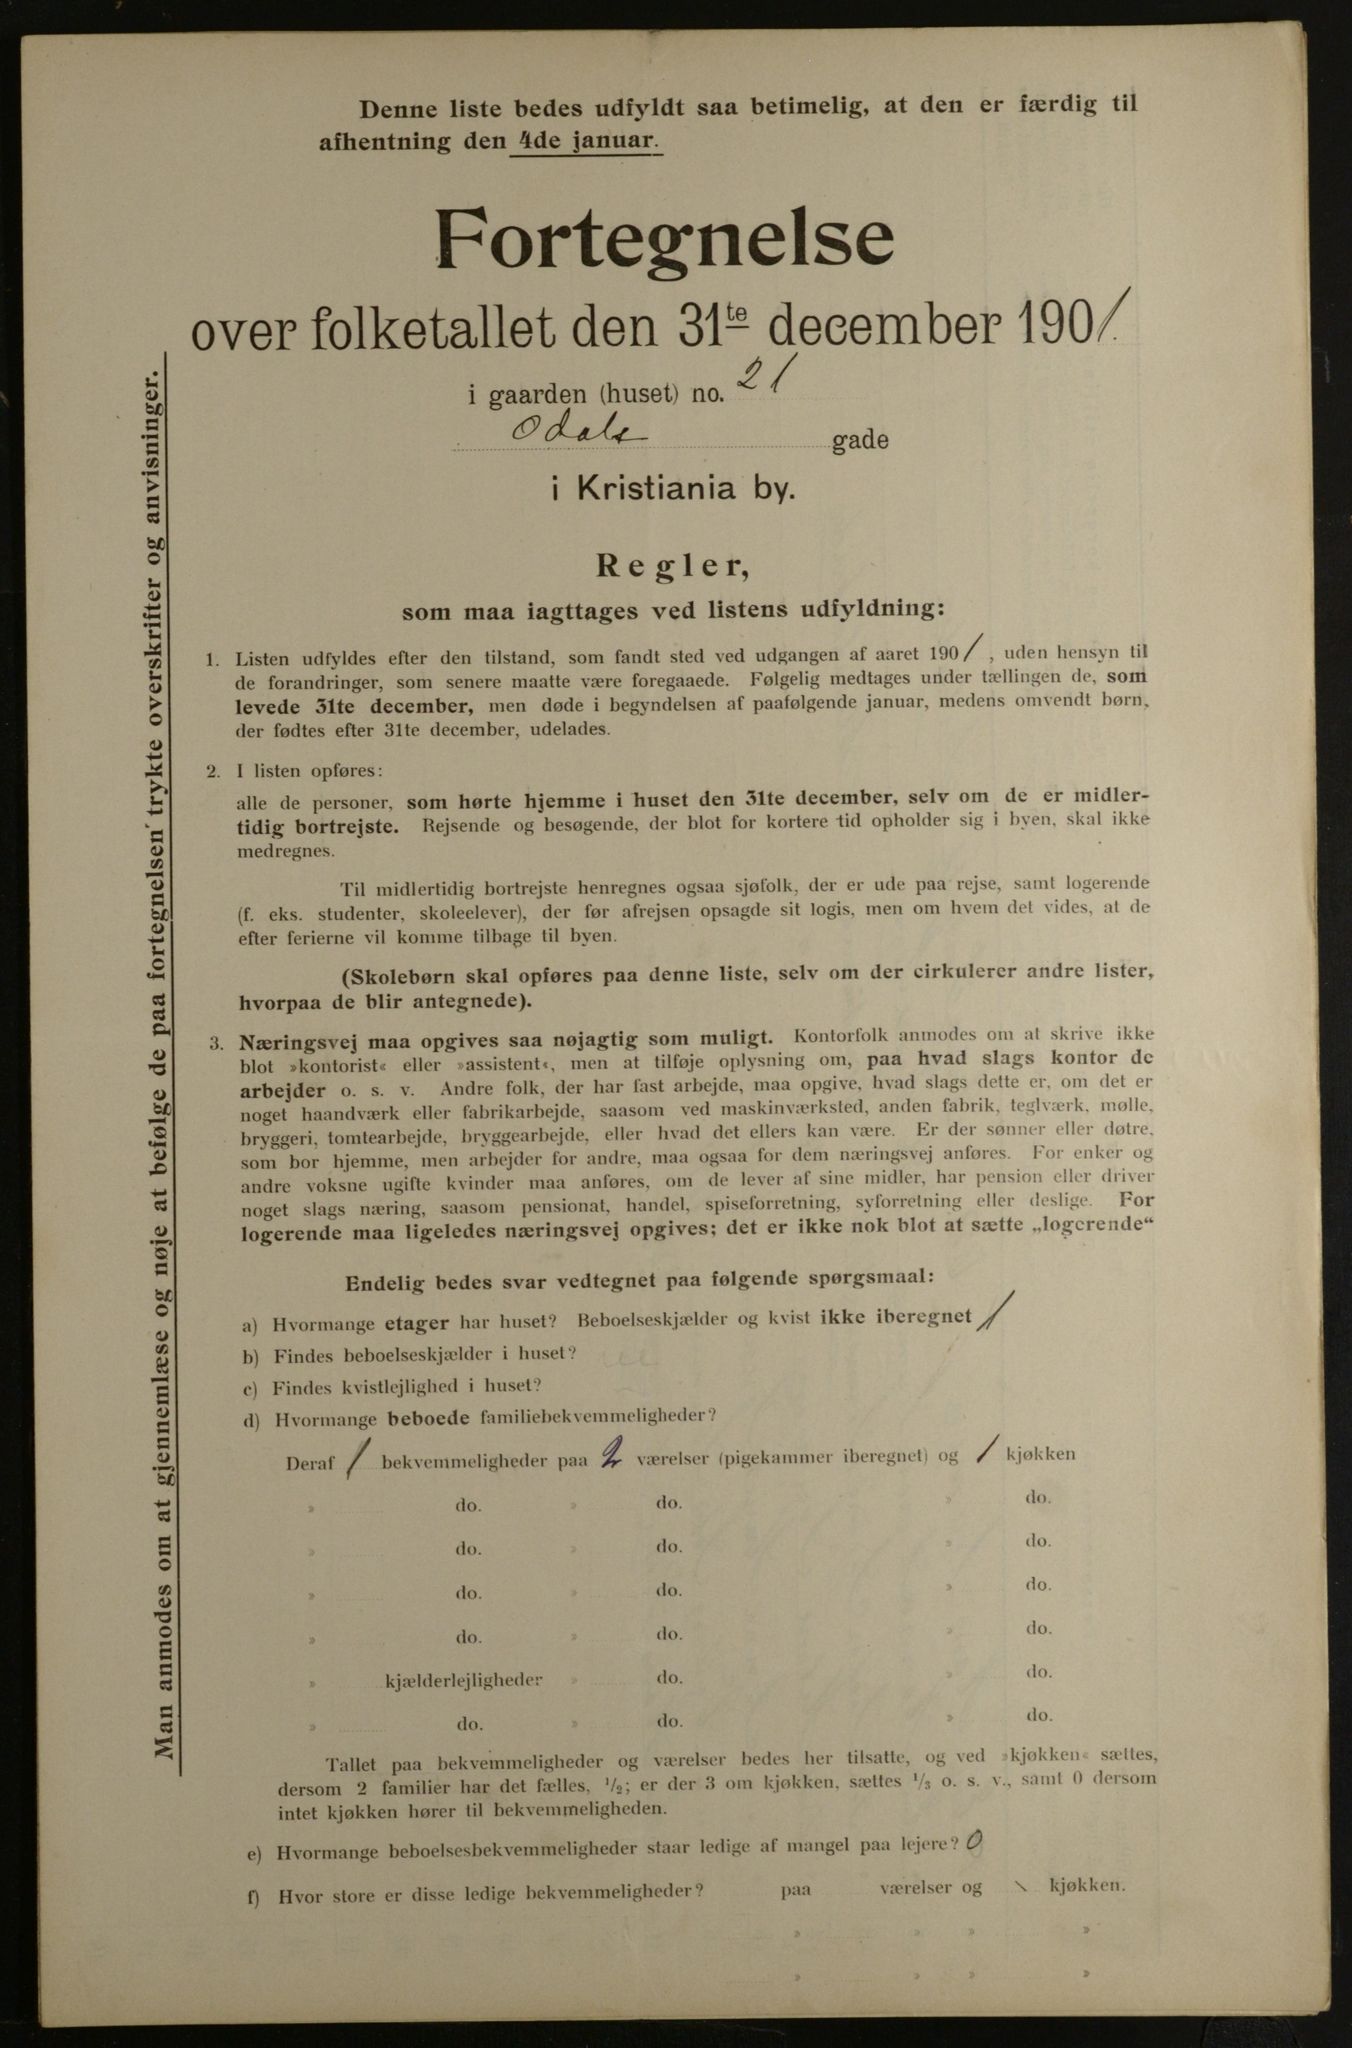 Denne liste bedes udfyldt saa betimelig, at den er færdig til
afhentning den 4de januar.
Fortegnelse
over folketallet den 31te december 1901.
i gaarden (huset) no. 21
Odals gade
i Kristiania by.
Regler,
som maa iagttages ved listens udfyldning:
1. Listen udfyldes efter den tilstand, som fandt sted ved udgangen af aaret 1901, uden hensyn til
de forandringer, som senere maatte være foregaaede. Følgelig medtages under tællingen de, som
levede 31te december, men døde i begyndelsen af paafølgende januar, medens omvendt børn,
der fødtes efter 31te december, udelades.
2. I listen opføres:
alle de personer, som hørte hjemme i huset den 31te december, selv om de er midler-
tidig bortrejste. Rejsende og besøgende, der blot for kortere tid opholder sig i byen, skal ikke
medregnes.
Til midlertidig bortrejste henregnes ogsaa sjøfolk, der er ude paa rejse, samt logerende
(f. eks. studenter, skoleelever), der før afrejsen opsagde sit logis, men om hvem det vides, at de
efter ferierne vil komme tilbage til byen.
(Skolebørn skal opføres paa denne liste, selv om der cirkulerer andre lister,
hvorpaa de blir antegnede).
3. Næringsvej maa opgives saa nøjagtig som muligt. Kontorfolk anmodes om at skrive ikke
blot »kontorist« eller »assistent«, men at tilføje oplysning om, paa hvad slags kontor de
arbejder o. s. v. Andre folk, der har fast arbejde, maa opgive, hvad slags dette er, om det er
noget haandværk eller fabrikarbejde, saasom ved maskinværksted, anden fabrik, teglværk, mølle,
bryggeri, tomtearbejde, bryggearbejde, eller hvad det ellers kan være. Er der sønner eller døtre,
som bor hjemme, men arbejder for andre, maa ogsaa for dem næringsvej anføres. For enker og
andre voksne ugifte kvinder maa anføres, om de lever af sine midler, har pension eller driver
noget slags næring, saasom pensionat, handel, spiseforretning, syforretning eller deslige. For
logerende maa ligeledes næringsvej opgives; det er ikke nok blot at sætte „logerende“
Endelig bedes svar vedtegnet paa følgende spørgsmaal:
a) Hvormange etager har huset? Beboelseskjælder og kvist ikke iberegnet 1
b) Findes beboelseskjælder i huset?
c) Findes kvistlejlighed i huset?
d) Hvormange beboede familiebekvemmeligheder?
Deraf 1 bekvemmeligheder paa 2 værelser (pigekammer iberegnet) og 1 kjøkken
» do. » do. » do.
» do. » do. » do.
» do. » do. » do.
» do. » do. » do.
» kjælderlejligheder » do. » do.
» do. » do. » do.
Tallet paa bekvemmeligheder og værelser bedes her tilsatte, og ved »kjøkken« sættes,
dersom 2 familier har det fælles, 1/2; er der 3 om kjøkken, sættes 1/3 o. s. v., samt 0 dersom
intet kjøkken hører til bekvemmeligheden.
e) Hvormange beboelsesbekvemmeligheder staar ledige af mangel paa lejere? 0
f) Hvor store er disse ledige bekvemmeligheder? paa værelser og \ kjøkken.
» » » »
» » » »
Man anmodes om at gjennemlæse og nøje at befølge de paa fortegnelsen trykte overskrifter og anvisninger.